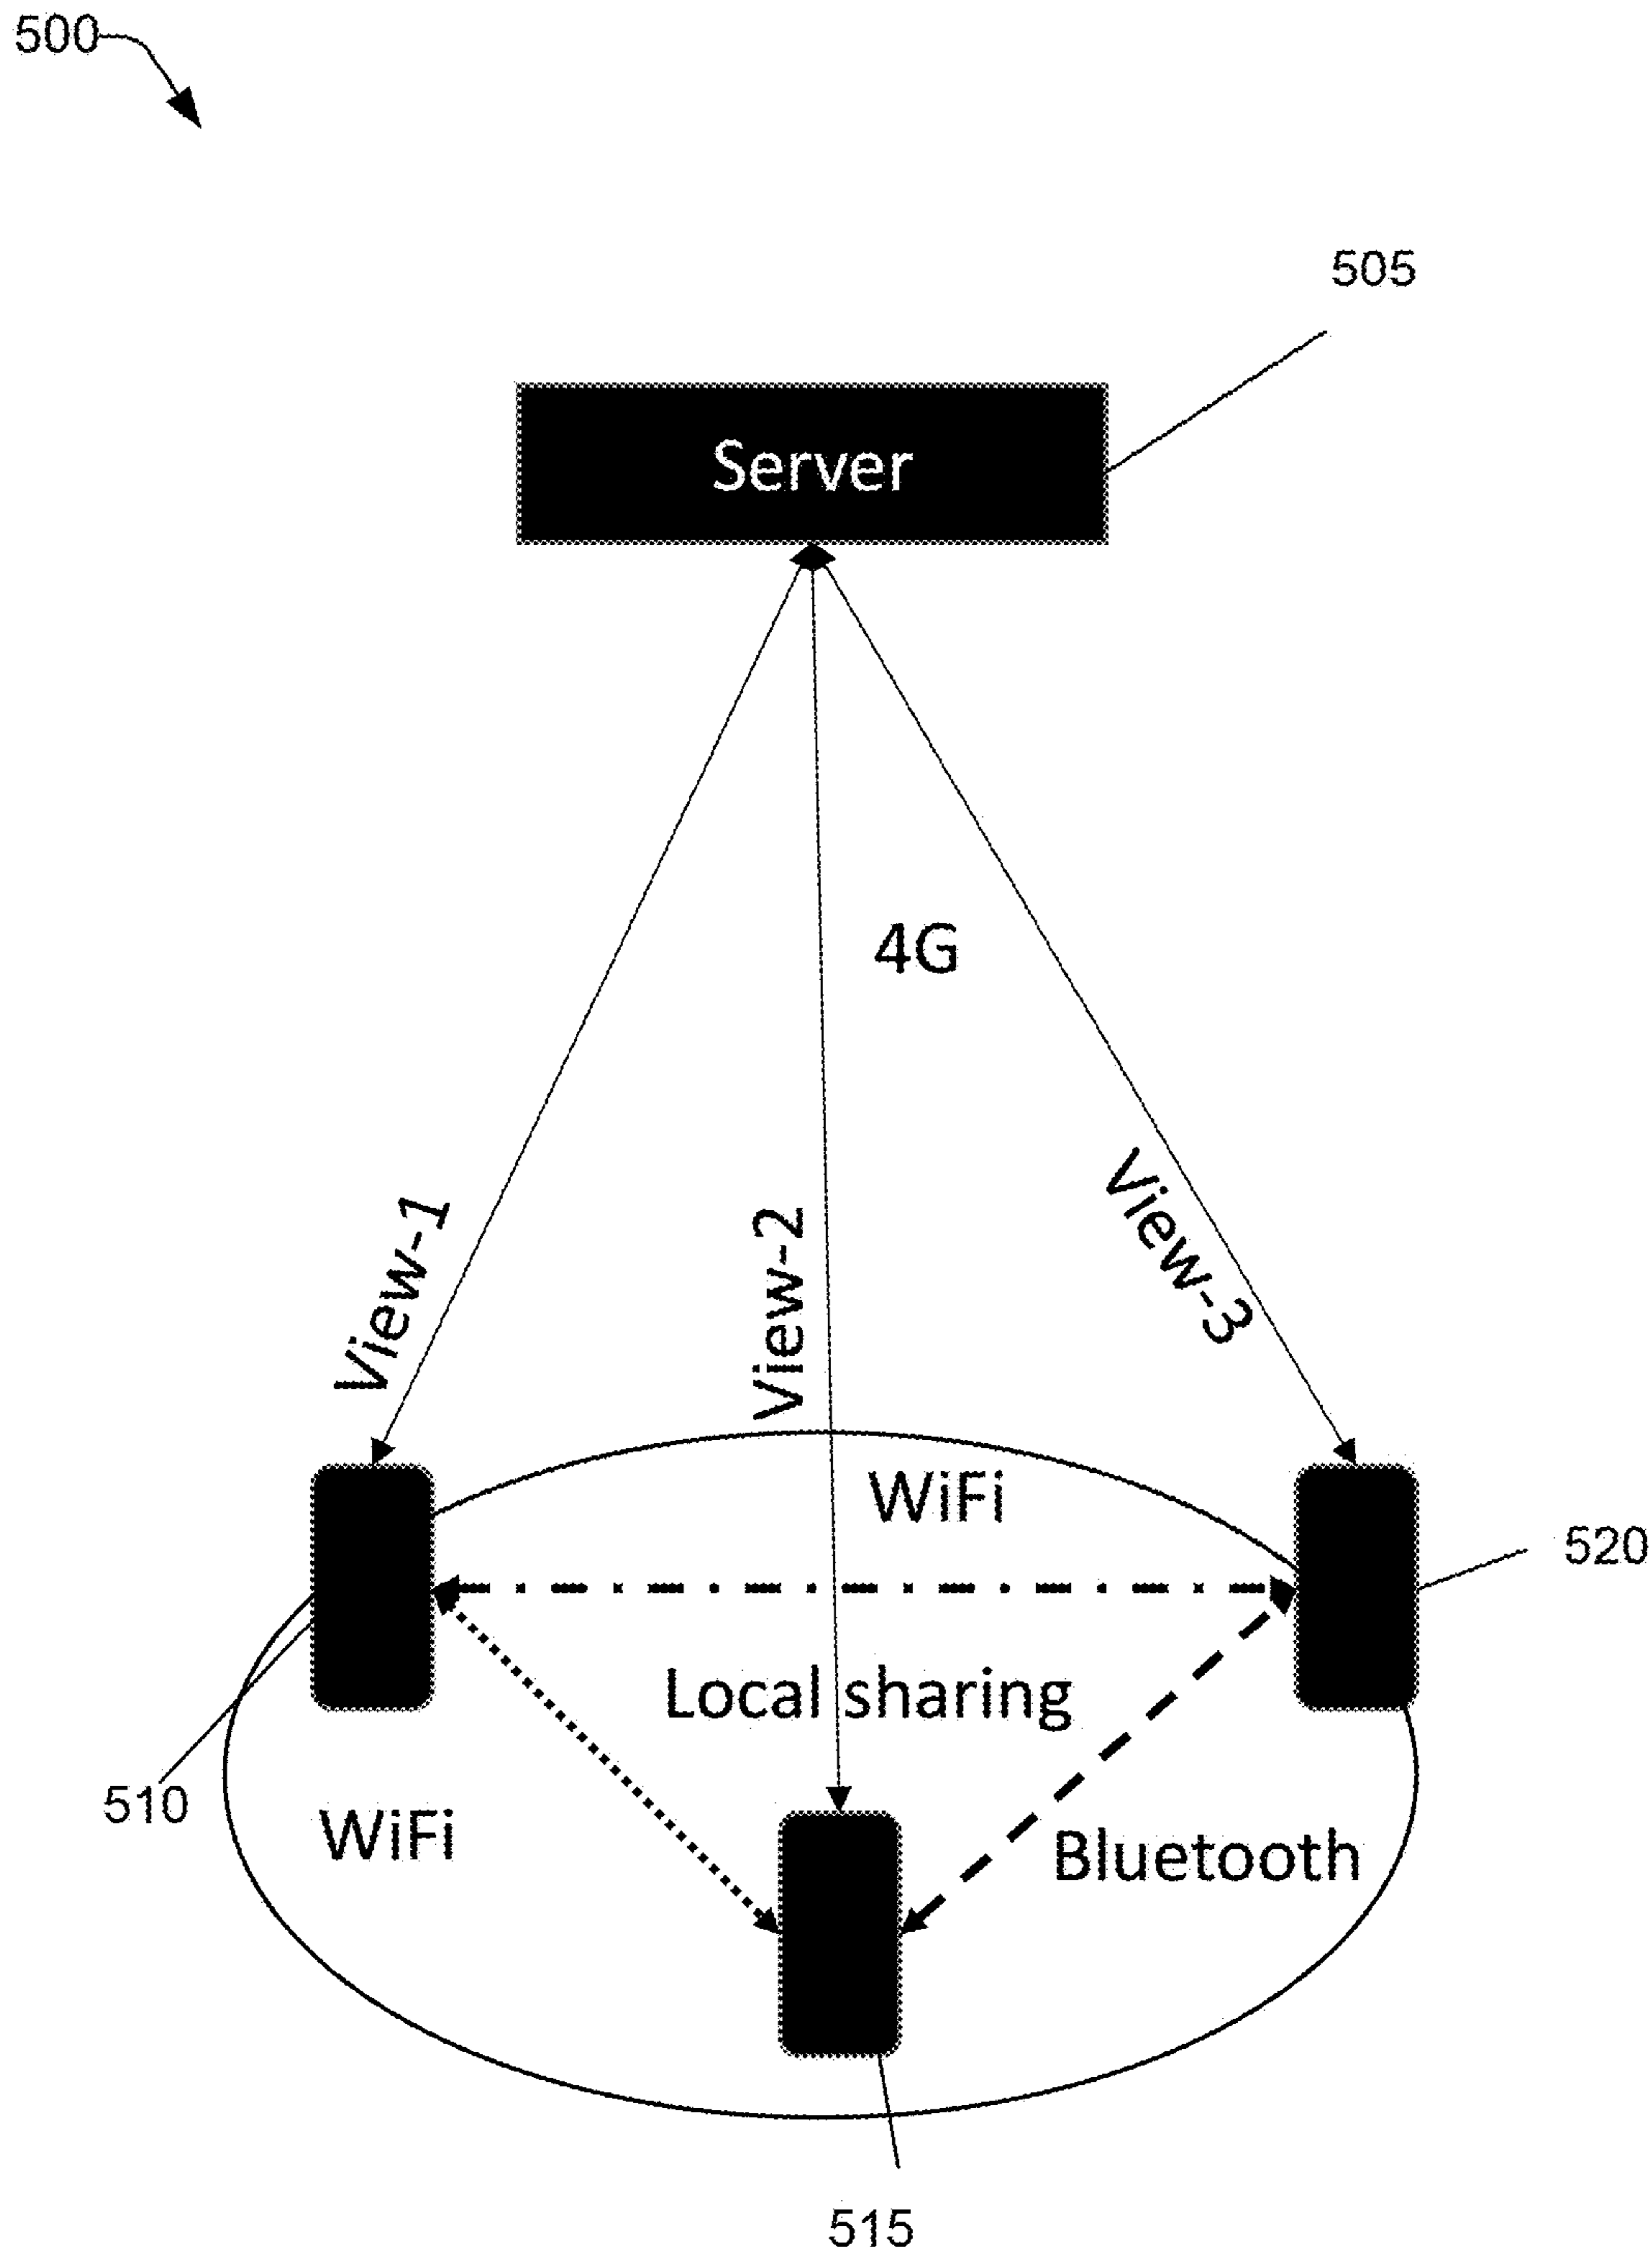 500
505
Server
4G
View-1
View-2
View-3
WiFi
520
Local sharing
510
WiFi
Bluetooth
515